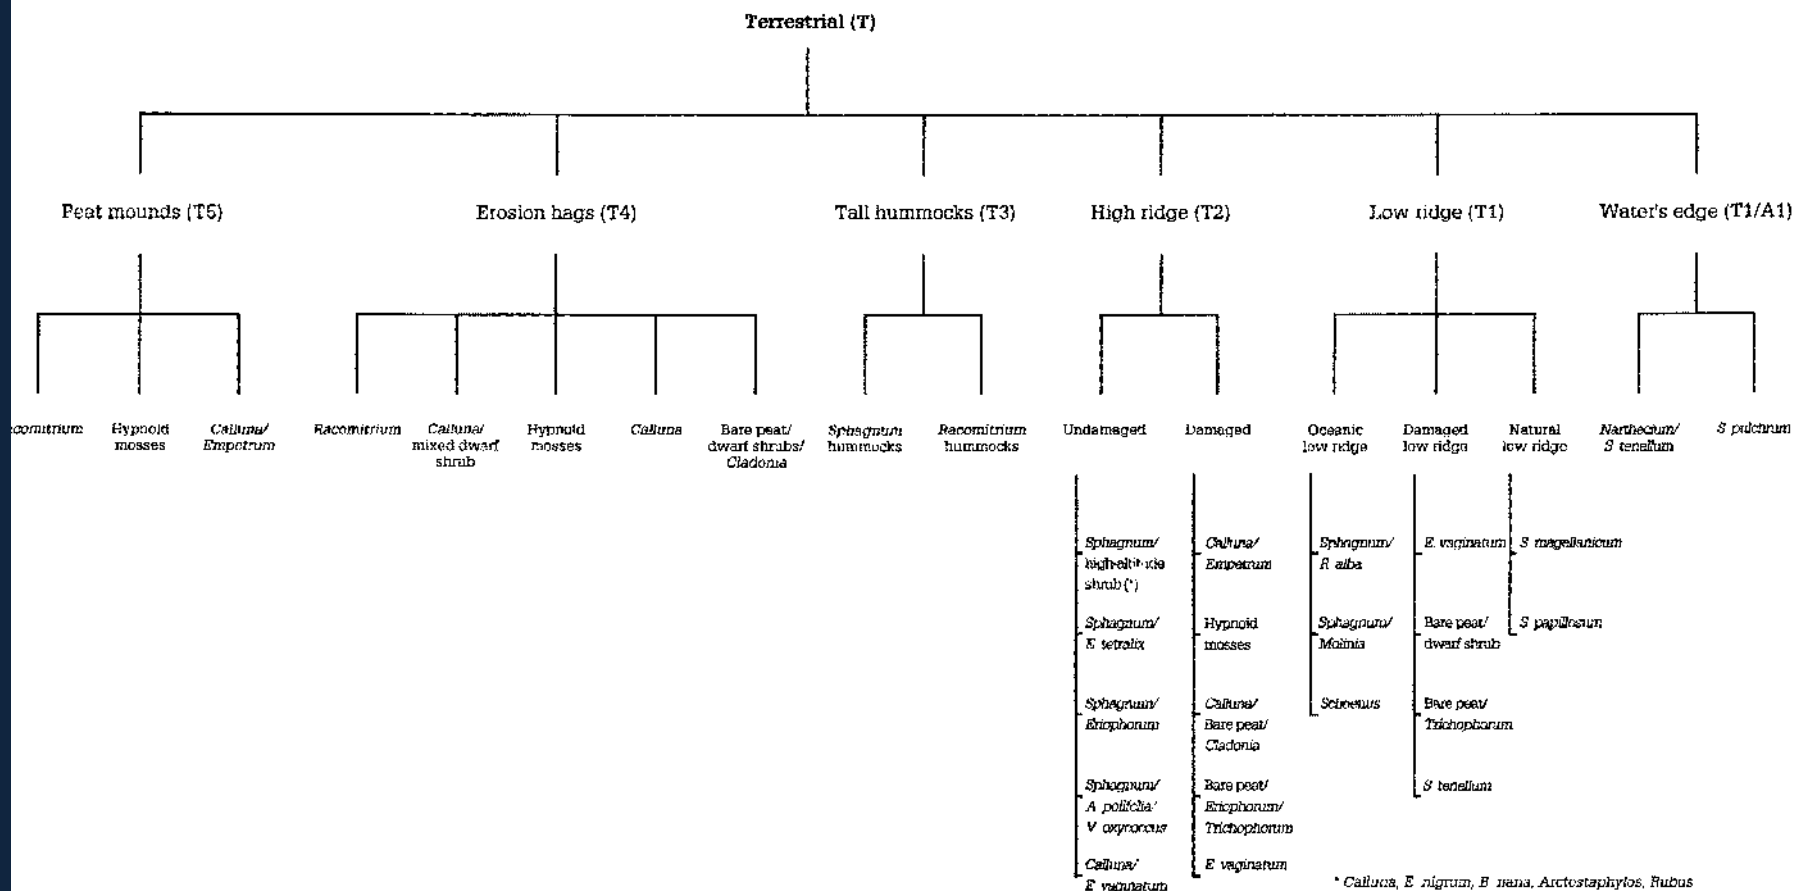 Terrestrial (T)
Peat mounds (T5)
Erosion hags (T4)
Tall hummocks (T3)
High ridge (T2)
Low ridge (T1)
Water's edge (T1/A1)
comitrium
Hypnoid
mosses
Calluna/
Empetrum
Racomitrium
Calluna/
mixed dwarf
shrub
Hypnoid
mosses
Calluna
Bare peat/
dwarf shrubs/
Cladonia
Sphagnum
hummocks
Racomitrium
hummocks
Undamaged
Damaged
Oceanic
low ridge
Damaged
low ridge
Natural
low ridge
Narthecium/
S tenellum
S pulchrum
Sphagnum/
high-altitude
shrub (*)
Sphagnum/
E tetralix
Sphagnum/
Eriophorum
Sphagnum/
A polifolia/
V oxycoccus
Calluna/
E vaginatum
Calluna/
Empetrum
Hypnoid
mosses
Calluna/
Bare peat/
Cladonia
Bare peat/
Eriophorum/
Trichophorum
E vaginatum
Sphagnum/
R alba
Sphagnum/
Molinia
Schoenus
E vaginatum
Bare peat/
dwarf shrub
Bare peat/
Trichophorum
S tenellum
S magellanicum
S papillosum
* Calluna, E nigrum, B nana, Arctostaphylos, Rubus